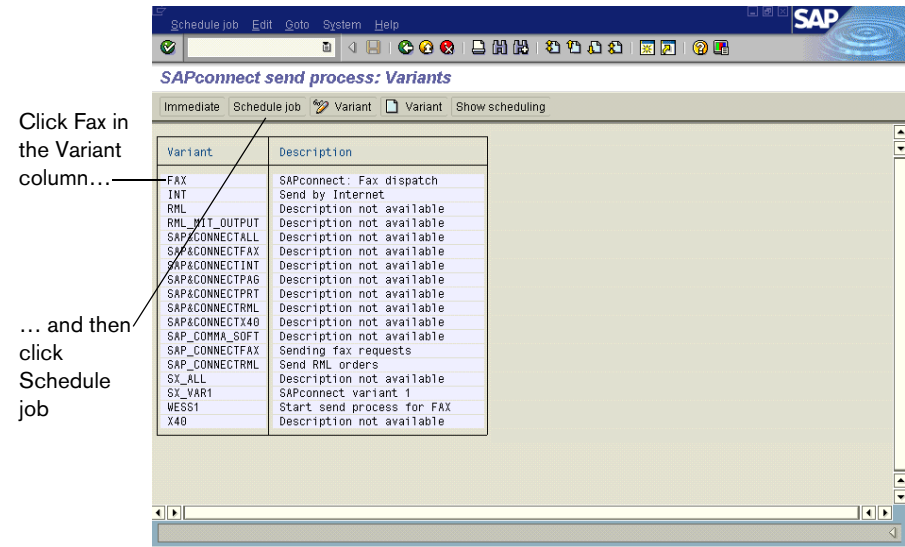 Schedule job Edit Goto System Help
SAP
SAPconnect send process: Variants
Immediate Schedule job Variant Variant Show scheduling
Click Fax in
the Variant
column…
Variant Description
FAX SAPconnect: Fax dispatch
INT Send by Internet
RML Description not available
RML_MIT_OUTPUT Description not available
SAP&CONNECTALL Description not available
SAP&CONNECTFAX Description not available
SAP&CONNECTINT Description not available
SAP&CONNECTPAG Description not available
SAP&CONNECTPRT Description not available
SAP&CONNECTRML Description not available
SAP&CONNECTX40 Description not available
SAP_COMMA_SOFT Description not available
SAP_CONNECTFAX Sending fax requests
SAP_CONNECTRML Send RML orders
SX_ALL Description not available
SX_VAR1 SAPconnect variant 1
WESS1 Start send process for FAX
X40 Description not available
… and then
click
Schedule
job